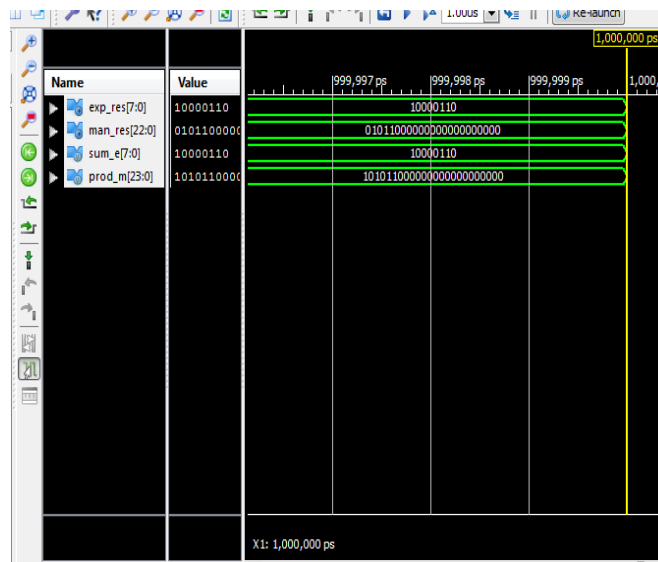 1.00us Re-launch
1,000,000 ps
Name Value 999,997 ps 999,998 ps 999,999 ps 1,000,
exp_res[7:0] 10000110 10000110
man_res[22:0] 0101100000 01011000000000000000000
sum_e[7:0] 10000110 10000110
prod_m[23:0] 1010110000 101011000000000000000000
X1: 1,000,000 ps